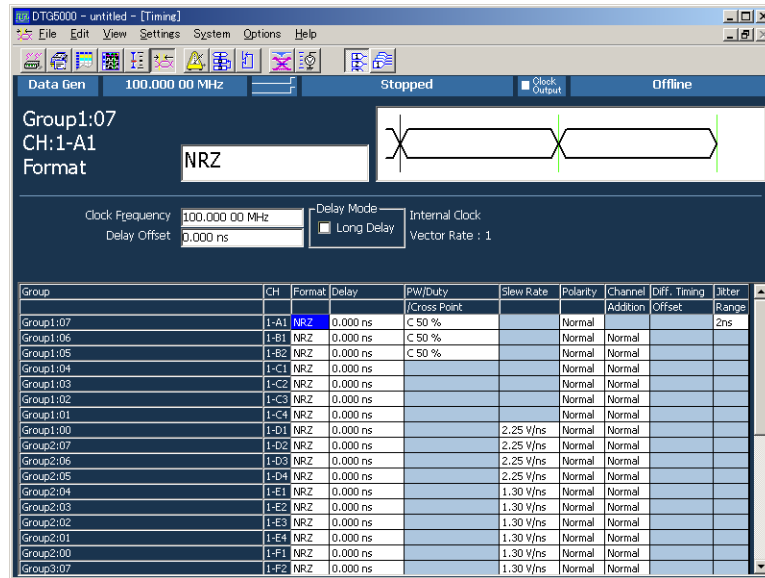 DTG5000 - untitled - [Timing]
File Edit View Settings System Options Help
Data Gen 100.000 00 MHz Stopped Clock Output Offline
Group1:07
CH:1-A1
Format NRZ
Clock Frequency 100.000 00 MHz Delay Mode Internal Clock
Delay Offset 0.000 ns Long Delay Vector Rate : 1
Group CH Format Delay PW/Duty Slew Rate Polarity Channel Diff. Timing Jitter
/Cross Point Addition Offset Range
Group1:07 1-A1 NRZ 0.000 ns C 50 % Normal 2ns
Group1:06 1-B1 NRZ 0.000 ns C 50 % Normal Normal
Group1:05 1-B2 NRZ 0.000 ns C 50 % Normal Normal
Group1:04 1-C1 NRZ 0.000 ns Normal Normal
Group1:03 1-C2 NRZ 0.000 ns Normal Normal
Group1:02 1-C3 NRZ 0.000 ns Normal Normal
Group1:01 1-C4 NRZ 0.000 ns Normal Normal
Group1:00 1-D1 NRZ 0.000 ns 2.25 V/ns Normal Normal
Group2:07 1-D2 NRZ 0.000 ns 2.25 V/ns Normal Normal
Group2:06 1-D3 NRZ 0.000 ns 2.25 V/ns Normal Normal
Group2:05 1-D4 NRZ 0.000 ns 2.25 V/ns Normal Normal
Group2:04 1-E1 NRZ 0.000 ns 1.30 V/ns Normal Normal
Group2:03 1-E2 NRZ 0.000 ns 1.30 V/ns Normal Normal
Group2:02 1-E3 NRZ 0.000 ns 1.30 V/ns Normal Normal
Group2:01 1-E4 NRZ 0.000 ns 1.30 V/ns Normal Normal
Group2:00 1-F1 NRZ 0.000 ns 1.30 V/ns Normal Normal
Group3:07 1-F2 NRZ 0.000 ns 1.30 V/ns Normal Normal